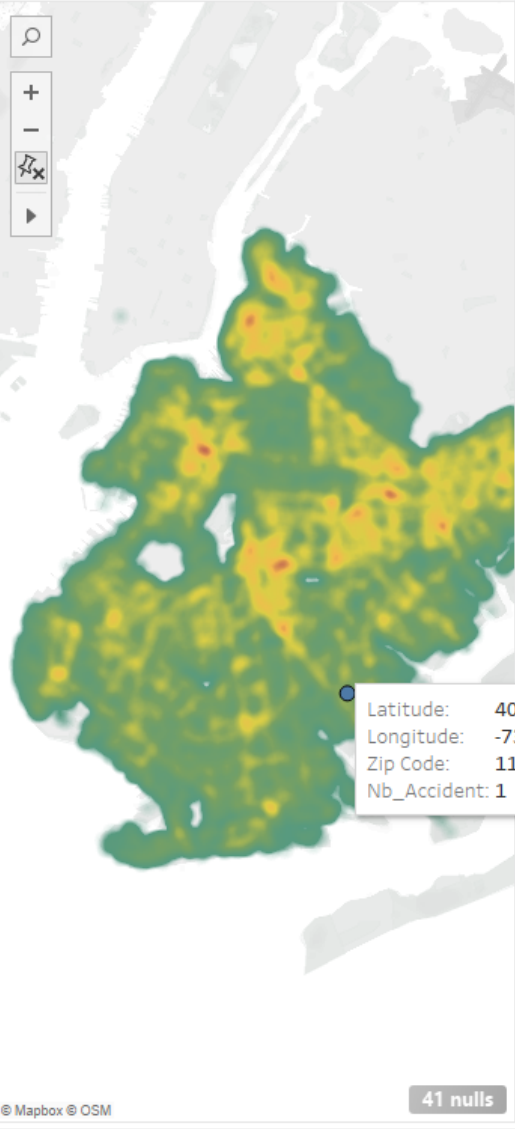 +
−
Latitude: 40
Longitude: -7
Zip Code: 11
Nb_Accident: 1
41 nulls
© Mapbox © OSM